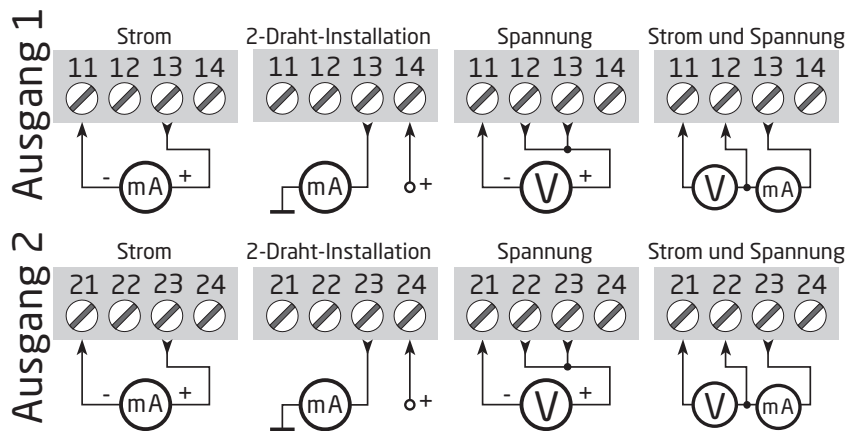 Ausgang 1
Strom
11 12 13 14
- mA +
2-Draht-Installation
11 12 13 14
mA +
Spannung
11 12 13 14
- V +
Strom und Spannung
11 12 13 14
V mA
Ausgang 2
Strom
21 22 23 24
- mA +
2-Draht-Installation
21 22 23 24
mA +
Spannung
21 22 23 24
- V +
Strom und Spannung
21 22 23 24
V mA